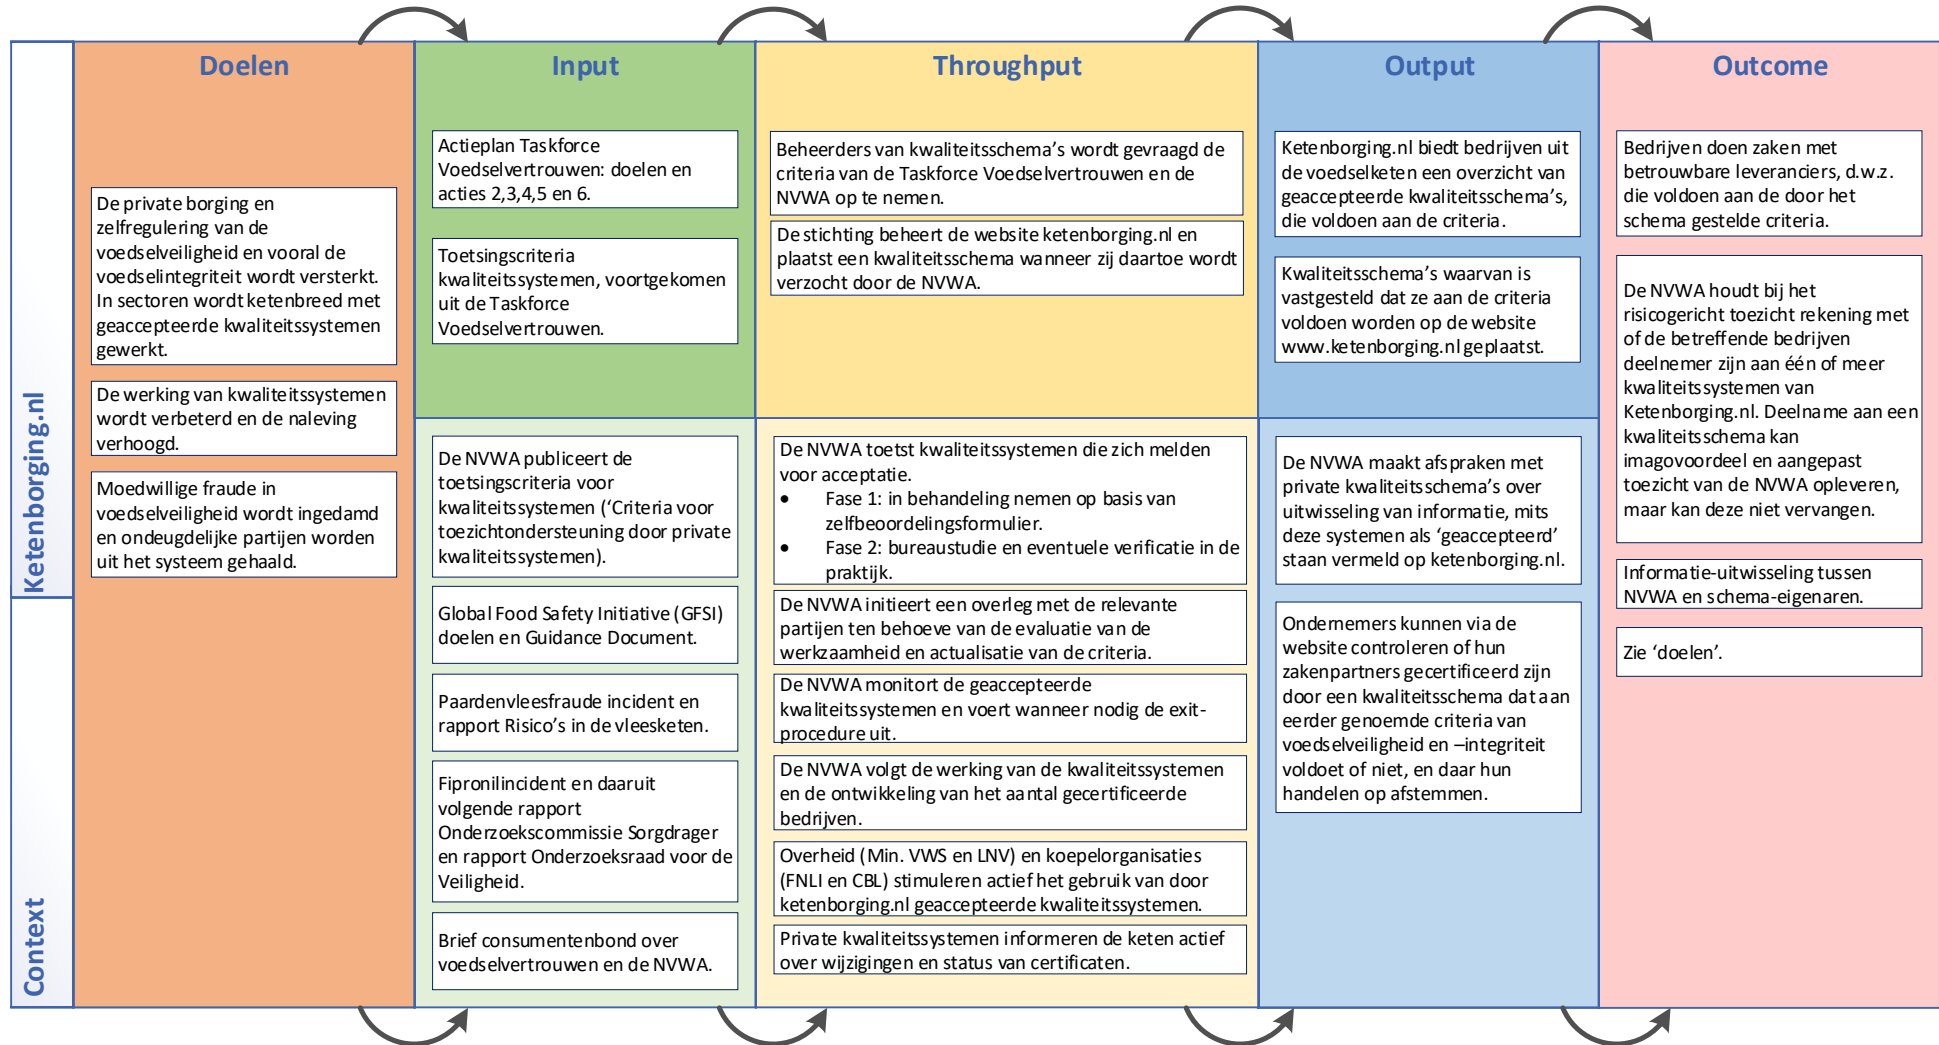 Ketenborging.nl
Context
Doelen
De private borging en
zelfregulering van de
voedselveiligheid en vooral de
voedselintegriteit wordt versterkt.
In sectoren wordt ketenbreed met
geaccepteerde kwaliteitssystemen
gewerkt.
De werking van kwaliteitssystemen
wordt verbeterd en de naleving
verhoogd.
Moedwillige fraude in
voedselveiligheid wordt ingedamd
en ondeugdelijke partijen worden
uit het systeem gehaald.
Input
Actieplan Taskforce
Voedselvertrouwen: doelen en
acties 2,3,4,5 en 6.
Toetsingscriteria
kwaliteitssystemen, voortgekomen
uit de Taskforce
Voedselvertrouwen.
De NVWA publiceert de
toetsingscriteria voor
kwaliteitssystemen (‘Criteria voor
toezichtondersteuning door private
kwaliteitssystemen).
Global Food Safety Initiative (GFSI)
doelen en Guidance Document.
Paardenvleesfraude incident en
rapport Risico’s in de vleesketen.
Fipronilincident en daaruit
volgende rapport
Onderzoekscommissie Sorgdrager
en rapport Onderzoeksraad voor de
Veiligheid.
Brief consumentenbond over
voedselvertrouwen en de NVWA.
Throughput
Beheerders van kwaliteitsschema’s wordt gevraagd de
criteria van de Taskforce Voedselvertrouwen en de
NVWA op te nemen.
De stichting beheert de website ketenborging.nl en
plaatst een kwaliteitsschema wanneer zij daartoe wordt
verzocht door de NVWA.
De NVWA toetst kwaliteitssystemen die zich melden
voor acceptatie.
• Fase 1: in behandeling nemen op basis van
zelfbeoordelingsformulier.
• Fase 2: bureaustudie en eventuele verificatie in de
praktijk.
De NVWA initieert een overleg met de relevante
partijen ten behoeve van de evaluatie van de
werkzaamheid en actualisatie van de criteria.
De NVWA monitort de geaccepteerde
kwaliteitssystemen en voert wanneer nodig de exit-
procedure uit.
De NVWA volgt de werking van de kwaliteitssystemen
en de ontwikkeling van het aantal gecertificeerde
bedrijven.
Overheid (Min. VWS en LNV) en koepelorganisaties
(FNLI en CBL) stimuleren actief het gebruik van door
ketenborging.nl geaccepteerde kwaliteitssystemen.
Private kwaliteitssystemen informeren de keten actief
over wijzigingen en status van certificaten.
Output
Ketenborging.nl biedt bedrijven uit
de voedselketen een overzicht van
geaccepteerde kwaliteitsschema’s,
die voldoen aan de criteria.
Kwaliteitsschema’s waarvan is
vastgesteld dat ze aan de criteria
voldoen worden op de website
www.ketenborging.nl geplaatst.
De NVWA maakt afspraken met
private kwaliteitsschema’s over
uitwisseling van informatie, mits
deze systemen als ‘geaccepteerd’
staan vermeld op ketenborging.nl.
Ondernemers kunnen via de
website controleren of hun
zakenpartners gecertificeerd zijn
door een kwaliteitsschema dat aan
eerder genoemde criteria van
voedselveiligheid en –integriteit
voldoet of niet, en daar hun
handelen op afstemmen.
Outcome
Bedrijven doen zaken met
betrouwbare leveranciers, d.w.z.
die voldoen aan de door het
schema gestelde criteria.
De NVWA houdt bij het
risicogericht toezicht rekening met
of de betreffende bedrijven
deelnemer zijn aan één of meer
kwaliteitssystemen van
Ketenborging.nl. Deelname aan een
kwaliteitsschema kan
imagovoordeel en aangepast
toezicht van de NVWA opleveren,
maar kan deze niet vervangen.
Informatie-uitwisseling tussen
NVWA en schema-eigenaren.
Zie ‘doelen’.